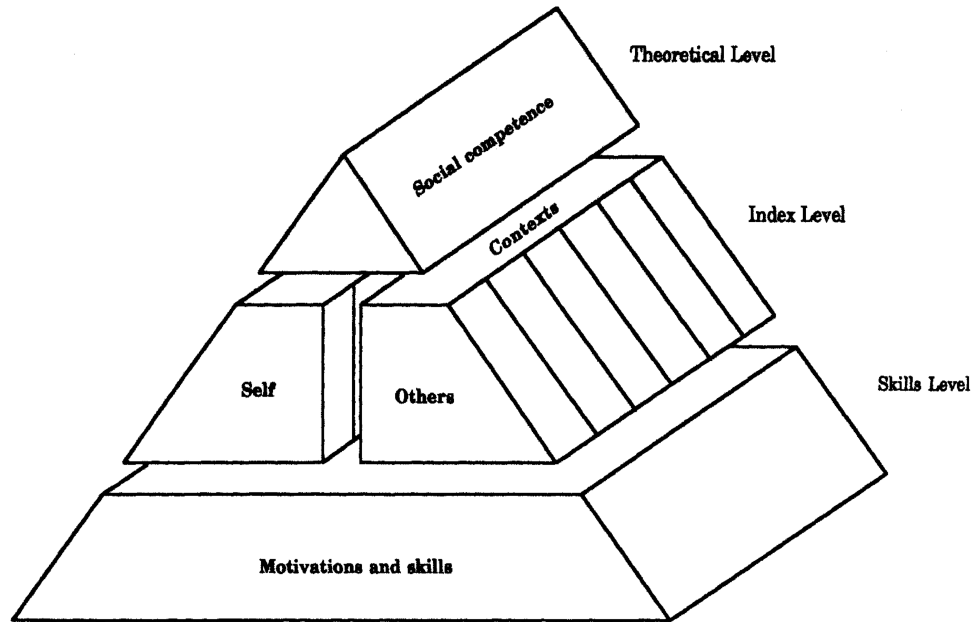 Theoretical Level
Social competence
Index Level
Contexts
Skills Level
Self
Others
Motivations and skills